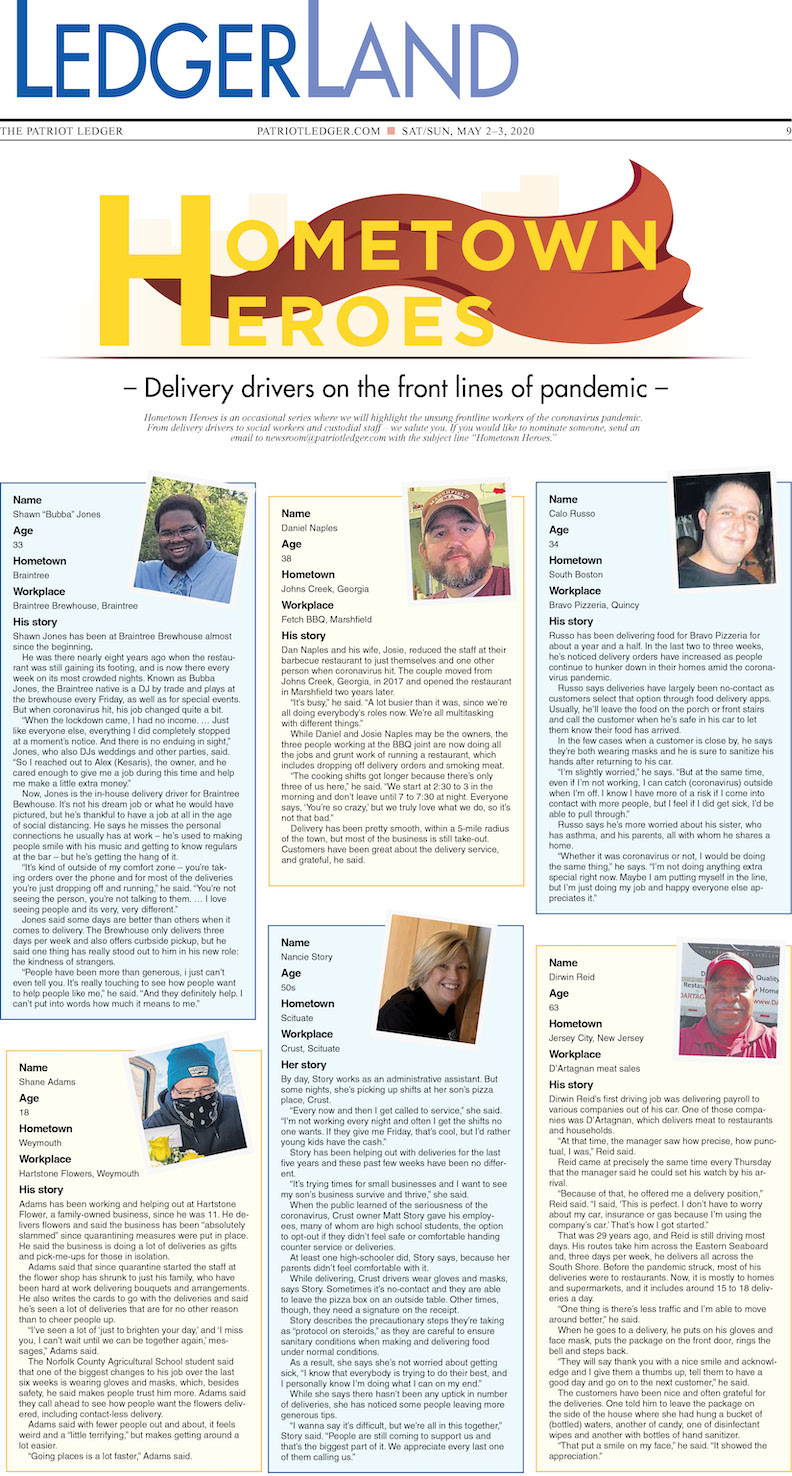 LEDGERLAND
THE PATRIOT LEDGER
PATRIOTLEDGER.COM ■ SAT/SUN, MAY 2–3, 2020
9
HOMETOWN
HEROES
– Delivery drivers on the front lines of pandemic –
Hometown Heroes is an occasional series where we will highlight the unsung frontline workers of the coronavirus pandemic.
From delivery drivers to social workers and custodial staff – we salute you. If you would like to nominate someone, send an
email to newsroom@patriotledger.com with the subject line “Hometown Heroes.”
Name
Shawn “Bubba” Jones
Age
33
Hometown
Braintree
Workplace
Braintree Brewhouse, Braintree
His story
Shawn Jones has been at Braintree Brewhouse almost
since the beginning.
He was there nearly eight years ago when the restau-
rant was still gaining its footing, and is now there every
week on its most crowded nights. Known as Bubba
Jones, the Braintree native is a DJ by trade and plays at
the brewhouse every Friday, as well as for special events.
But when coronavirus hit, his job changed quite a bit.
“When the lockdown came, I had no income. … Just
like everyone else, everything I did completely stopped
at a moment's notice. And there is no enduing in sight,”
Jones, who also DJs weddings and other parties, said.
“So I reached out to Alex (Kesaris), the owner, and he
cared enough to give me a job during this time and help
me make a little extra money.”
Now, Jones is the in-house delivery driver for Braintree
Bewhouse. It's not his dream job or what he would have
pictured, but he's thankful to have a job at all in the age
of social distancing. He says he misses the personal
connections he usually has at work – he's used to making
people smile with his music and getting to know regulars
at the bar – but he's getting the hang of it.
“It's kind of outside of my comfort zone – you're tak-
ing orders over the phone and for most of the deliveries
you're just dropping off and running,” he said. “You're not
seeing the person, you're not talking to them. … I love
seeing people and its very, very different.”
Jones said some days are better than others when it
comes to delivery. The Brewhouse only delivers three
days per week and also offers curbside pickup, but he
said one thing has really stood out to him in his new role:
the kindness of strangers.
“People have been more than generous, i just can't
even tell you. It's really touching to see how people want
to help people like me,” he said. “And they definitely help. I
can't put into words how much it means to me.”
Name
Shane Adams
Age
18
Hometown
Weymouth
Workplace
Hartstone Flowers, Weymouth
His story
Adams has been working and helping out at Hartstone
Flower, a family-owned business, since he was 11. He de-
livers flowers and said the business has been “absolutely
slammed” since quarantining measures were put in place.
He said the business is doing a lot of deliveries as gifts
and pick-me-ups for those in isolation.
Adams said that since quarantine started the staff at
the flower shop has shrunk to just his family, who have
been hard at work delivering bouquets and arrangements.
He also writes the cards to go with the deliveries and said
he's seen a lot of deliveries that are for no other reason
than to cheer people up.
“I've seen a lot of ‘just to brighten your day,’ and ‘I miss
you, I can't wait until we can be together again,’ mes-
sages,” Adams said.
The Norfolk County Agricultural School student said
that one of the biggest changes to his job over the last
six weeks is wearing gloves and masks, which, besides
safety, he said makes people trust him more. Adams said
they call ahead to see how people want the flowers deliv-
ered, including contact-less delivery.
Adams said with fewer people out and about, it feels
weird and a “little terrifying,” but makes getting around a
lot easier.
“Going places is a lot faster,” Adams said.
Name
Daniel Naples
Age
38
Hometown
Johns Creek, Georgia
Workplace
Fetch BBQ, Marshfield
His story
Dan Naples and his wife, Josie, reduced the staff at their
barbecue restaurant to just themselves and one other
person when coronavirus hit. The couple moved from
Johns Creek, Georgia, in 2017 and opened the restaurant
in Marshfield two years later.
“It's busy,” he said. “A lot busier than it was, since we're
all doing everybody's roles now. We're all multitasking
with different things.”
While Daniel and Josie Naples may be the owners, the
three people working at the BBQ joint are now doing all
the jobs and grunt work of running a restaurant, which
includes dropping off delivery orders and smoking meat.
“The cooking shifts got longer because there's only
three of us here,” he said. “We start at 2:30 to 3 in the
morning and don't leave until 7 to 7:30 at night. Everyone
says, ‘You're so crazy,’ but we truly love what we do, so it's
not that bad.”
Delivery has been pretty smooth, within a 5-mile radius
of the town, but most of the business is still take-out.
Customers have been great about the delivery service,
and grateful, he said.
Name
Nancie Story
Age
50s
Hometown
Scituate
Workplace
Crust, Scituate
Her story
By day, Story works as an administrative assistant. But
some nights, she's picking up shifts at her son's pizza
place, Crust.
“Every now and then I get called to service,” she said.
“I'm not working every night and often I get the shifts no
one wants. If they give me Friday, that's cool, but I'd rather
young kids have the cash.”
Story has been helping out with deliveries for the last
five years and these past few weeks have been no differ-
ent.
“It's trying times for small businesses and I want to see
my son's business survive and thrive,” she said.
When the public learned of the seriousness of the
coronavirus, Crust owner Matt Story gave his employ-
ees, many of whom are high school students, the option
to opt-out if they didn't feel safe or comfortable handing
counter service or deliveries.
At least one high-schooler did, Story says, because her
parents didn't feel comfortable with it.
While delivering, Crust drivers wear gloves and masks,
says Story. Sometimes it's no-contact and they are able
to leave the pizza box on an outside table. Other times,
though, they need a signature on the receipt.
Story describes the precautionary steps they're taking
as “protocol on steroids,” as they are careful to ensure
sanitary conditions when making and delivering food
under normal conditions.
As a result, she says she's not worried about getting
sick, “I know that everybody is trying to do their best, and
I personally know I'm doing what I can on my end.”
While she says there hasn't been any uptick in number
of deliveries, she has noticed some people leaving more
generous tips.
“I wanna say it's difficult, but we're all in this together,”
Story said. “People are still coming to support us and
that's the biggest part of it. We appreciate every last one
of them calling us.”
Name
Calo Russo
Age
34
Hometown
South Boston
Workplace
Bravo Pizzeria, Quincy
His story
Russo has been delivering food for Bravo Pizzeria for
about a year and a half. In the last two to three weeks,
he's noticed delivery orders have increased as people
continue to hunker down in their homes amid the corona-
virus pandemic.
Russo says deliveries have largely been no-contact as
customers select that option through food delivery apps.
Usually, he'll leave the food on the porch or front stairs
and call the customer when he's safe in his car to let
them know their food has arrived.
In the few cases when a customer is close by, he says
they're both wearing masks and he is sure to sanitize his
hands after returning to his car.
“I'm slightly worried,” he says. “But at the same time,
even if I'm not working, I can catch (coronavirus) outside
when I'm off. I know I have more of a risk if I come into
contact with more people, but I feel if I did get sick, I'd be
able to pull through.”
Russo says he's more worried about his sister, who
has asthma, and his parents, all with whom he shares a
home.
“Whether it was coronavirus or not, I would be doing
the same thing,” he says. “I'm not doing anything extra
special right now. Maybe I am putting myself in the line,
but I'm just doing my job and happy everyone else ap-
preciates it.”
Name
Dirwin Reid
Age
63
Hometown
Jersey City, New Jersey
Workplace
D'Artagnan meat sales
His story
Dirwin Reid's first driving job was delivering payroll to
various companies out of his car. One of those compa-
nies was D'Artagnan, which delivers meat to restaurants
and households.
“At that time, the manager saw how precise, how punc-
tual, I was,” Reid said.
Reid came at precisely the same time every Thursday
that the manager said he could set his watch by his ar-
rival.
“Because of that, he offered me a delivery position,”
Reid said. “I said, ‘This is perfect. I don't have to worry
about my car, insurance or gas because I'm using the
company's car.’ That's how I got started.”
That was 29 years ago, and Reid is still driving most
days. His routes take him across the Eastern Seaboard
and, three days per week, he delivers all across the
South Shore. Before the pandemic struck, most of his
deliveries were to restaurants. Now, it is mostly to homes
and supermarkets, and it includes around 15 to 18 deliv-
eries a day.
“One thing is there's less traffic and I'm able to move
around better,” he said.
When he goes to a delivery, he puts on his gloves and
face mask, puts the package on the front door, rings the
bell and steps back.
“They will say thank you with a nice smile and acknowl-
edge and I give them a thumbs up, tell them to have a
good day and go on to the next customer,” he said.
The customers have been nice and often grateful for
the deliveries. One told him to leave the package on
the side of the house where she had hung a bucket of
(bottled) waters, another of candy, one of disinfectant
wipes and another with bottles of hand sanitizer.
“That put a smile on my face,” he said. “It showed the
appreciation.”